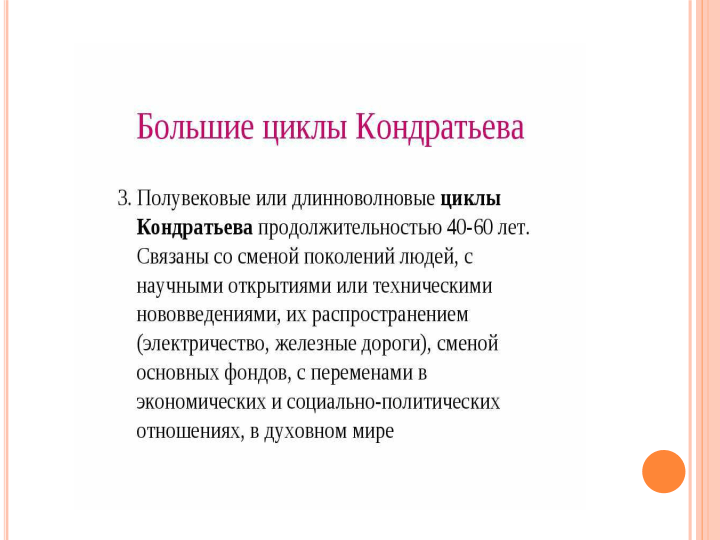 Большие циклы Кондратьева
3. Полувековые или длинноволновые циклы
Кондратьева продолжительностью 40-60 лет.
Связаны со сменой поколений людей, с
научными открытиями или техническими
нововведениями, их распространением
(электричество, железные дороги), сменой
основных фондов, с переменами в
экономических и социально-политических
отношениях, в духовном мире